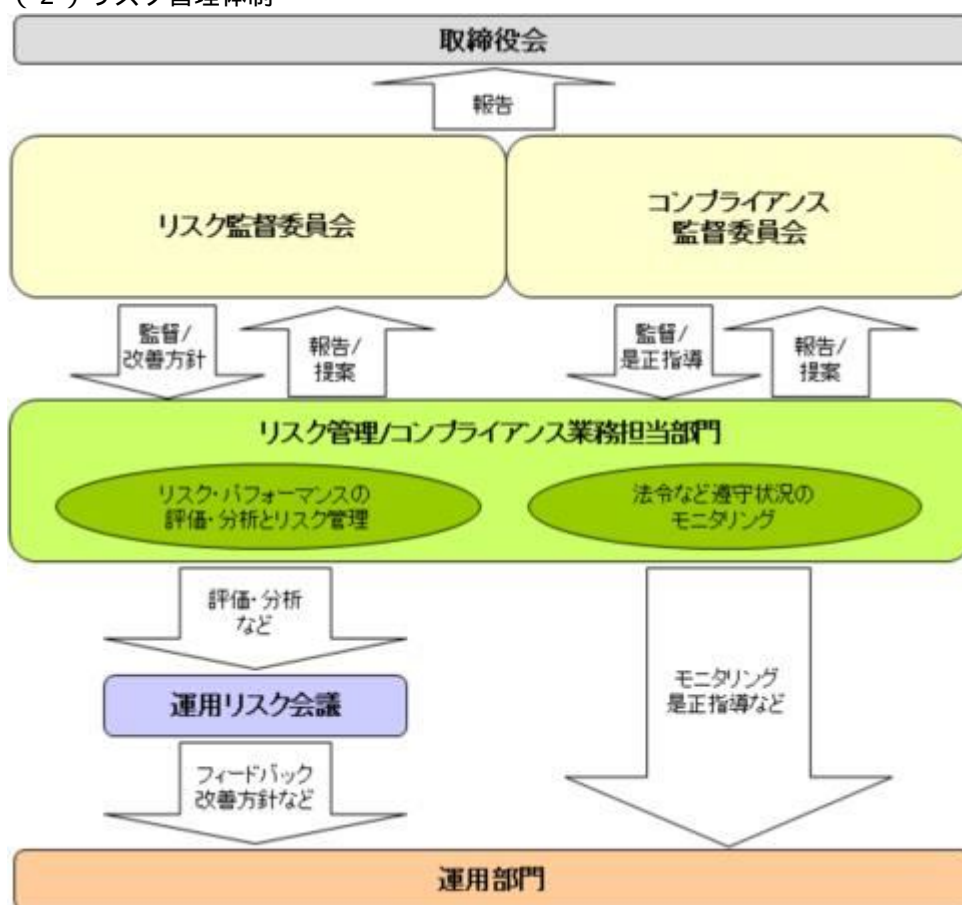 (2)リスク管理体制
取締役会
報告
リスク監督委員会
コンプライアンス
監督委員会
監督/
改善方針
報告/
提案
監督/
是正指導
報告/
提案
リスク管理/コンプライアンス業務担当部門
リスク・パフォーマンスの
評価・分析とリスク管理
法令など遵守状況の
モニタリング
評価・分析
など
運用リスク会議
モニタリング
是正指導など
フィードバック
改善方針など
運用部門